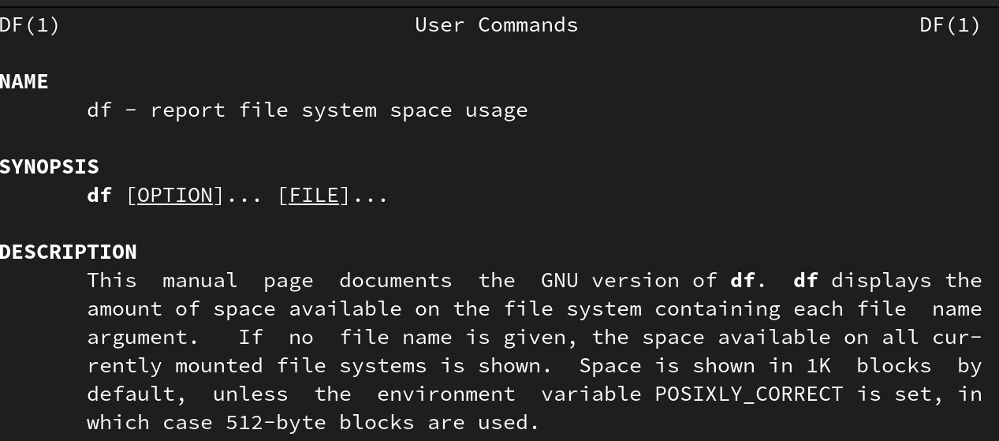 DF(1) User Commands DF(1)
NAME
df - report file system space usage
SYNOPSIS
df [OPTION]... [FILE]...
DESCRIPTION
This manual page documents the GNU version of df. df displays the
amount of space available on the file system containing each file name
argument. If no file name is given, the space available on all cur-
rently mounted file systems is shown. Space is shown in 1K blocks by
default, unless the environment variable POSIXLY_CORRECT is set, in
which case 512-byte blocks are used.